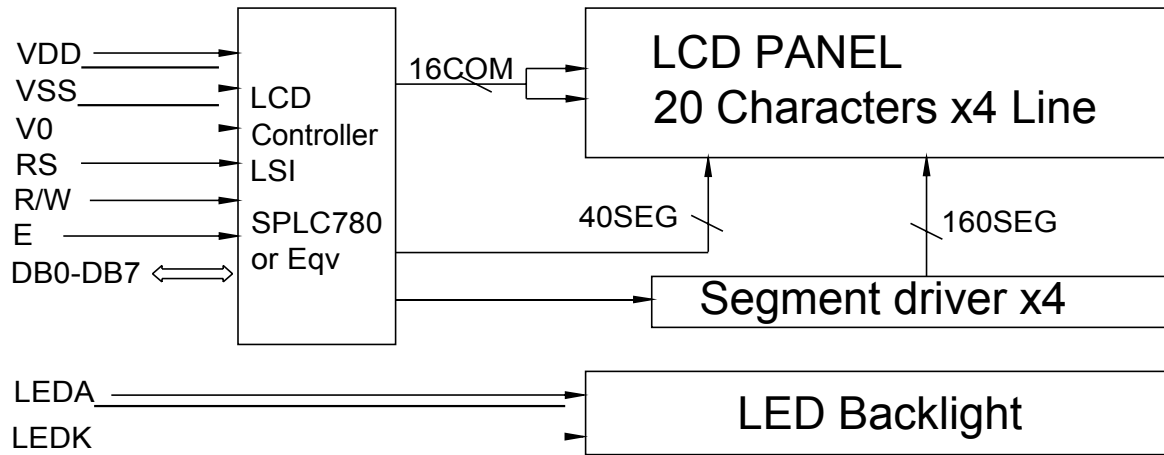 VDD
VSS
V0
RS
R/W
E
DB0-DB7
LCD
Controller
LSI
SPLC780
or Eqv
16COM
LCD PANEL
20 Characters x4 Line
40SEG
160SEG
Segment driver x4
LEDA
LEDK
LED Backlight